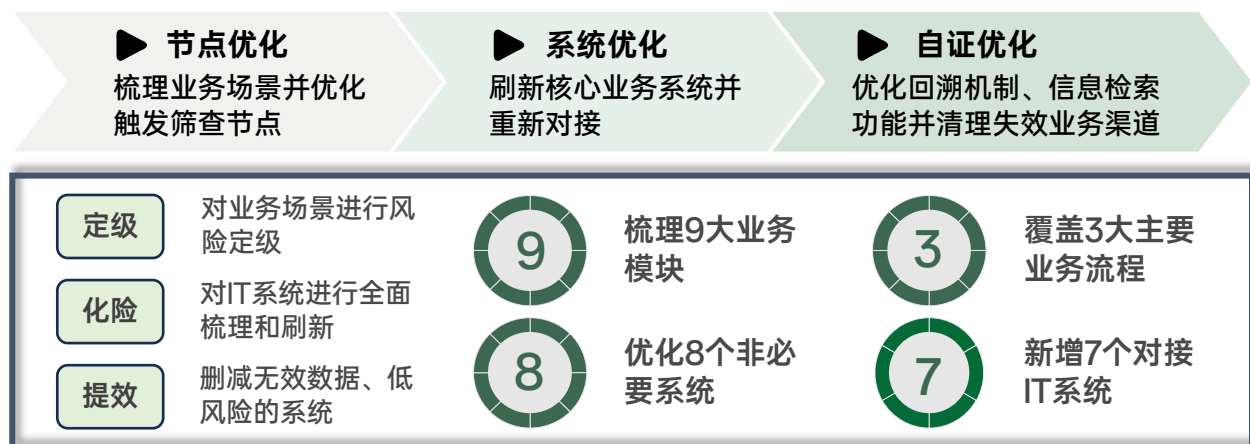 节点优化
梳理业务场景并优化
触发筛查节点
系统优化
刷新核心业务系统并
重新对接
自证优化
优化回溯机制、信息检索
功能并清理失效业务渠道
定级
对业务场景进行风
险定级
化险
对IT系统进行全面
梳理和刷新
提效
删减无效数据、低
风险的系统
9
梳理9大业务
模块
3
覆盖3大主要
业务流程
8
优化8个非必
要系统
7
新增7个对接
IT系统